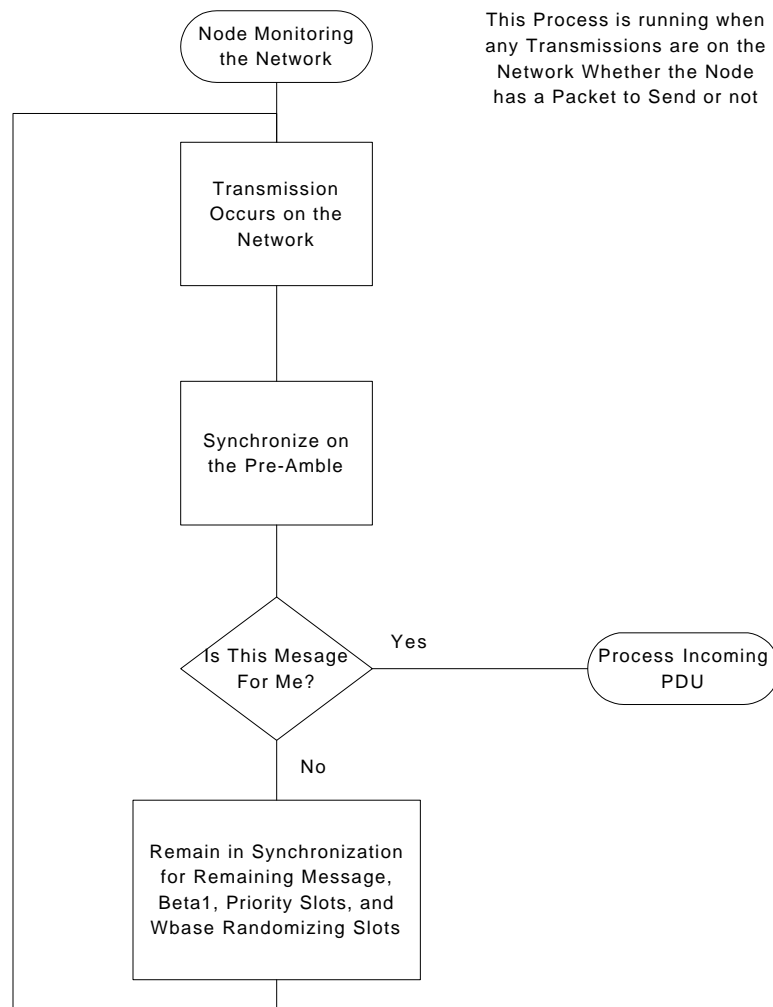 Node Monitoring
the Network
This Process is running when
any Transmissions are on the
Network Whether the Node
has a Packet to Send or not
Transmission
Occurs on the
Network
Synchronize on
the Pre-Amble
Is This Mesage
For Me?
Yes
Process Incoming
PDU
No
Remain in Synchronization
for Remaining Message,
Beta1, Priority Slots, and
Wbase Randomizing Slots